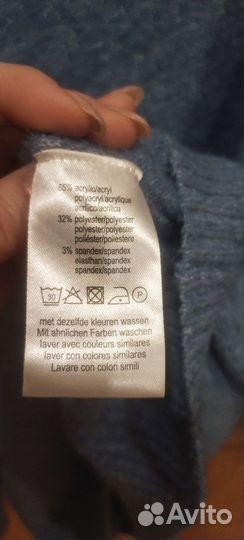 65% acrylic/acryl
polyacryl/acrylique
acrilico/acrilica
32% polyester/polyester
polyester/polyester
poliéster/poliestere
3% spandex/spandex
elasthan/spandex
spandex/spandex
30
P
met dezelfde kleuren wassen
Mit ähnlichen Farben waschen
laver avec couleurs similaires
lavar con colores similares
Lavare con colori simili
Avito